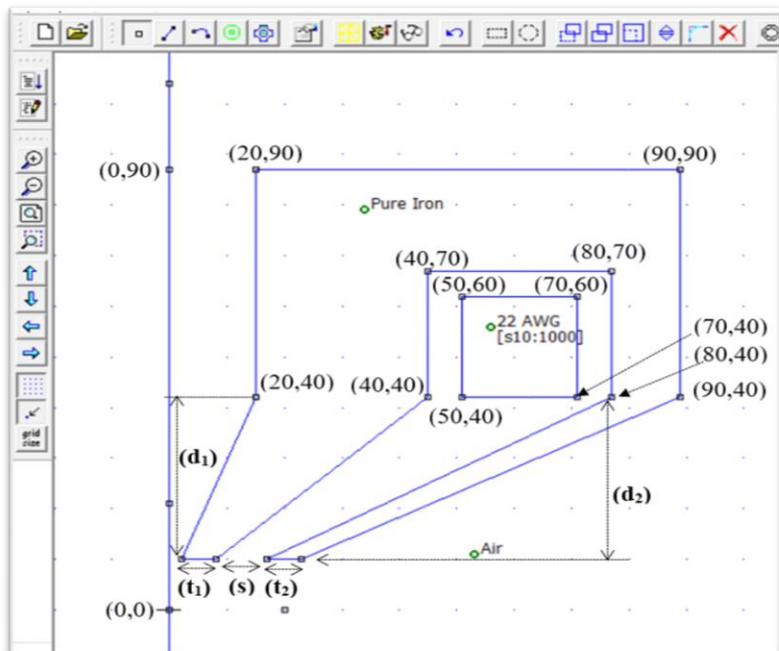 (20,90)
(90,90)
(0,90)
Pure Iron
(40,70)
(80,70)
(50,60)
(70,60)
22 AWG
[s10:1000]
(70,40)
(80,40)
(20,40)
(40,40)
(90,40)
(50,40)
(d₁)
(d₂)
Air
(t₁)
(s)
(t₂)
(0,0)
grid
size